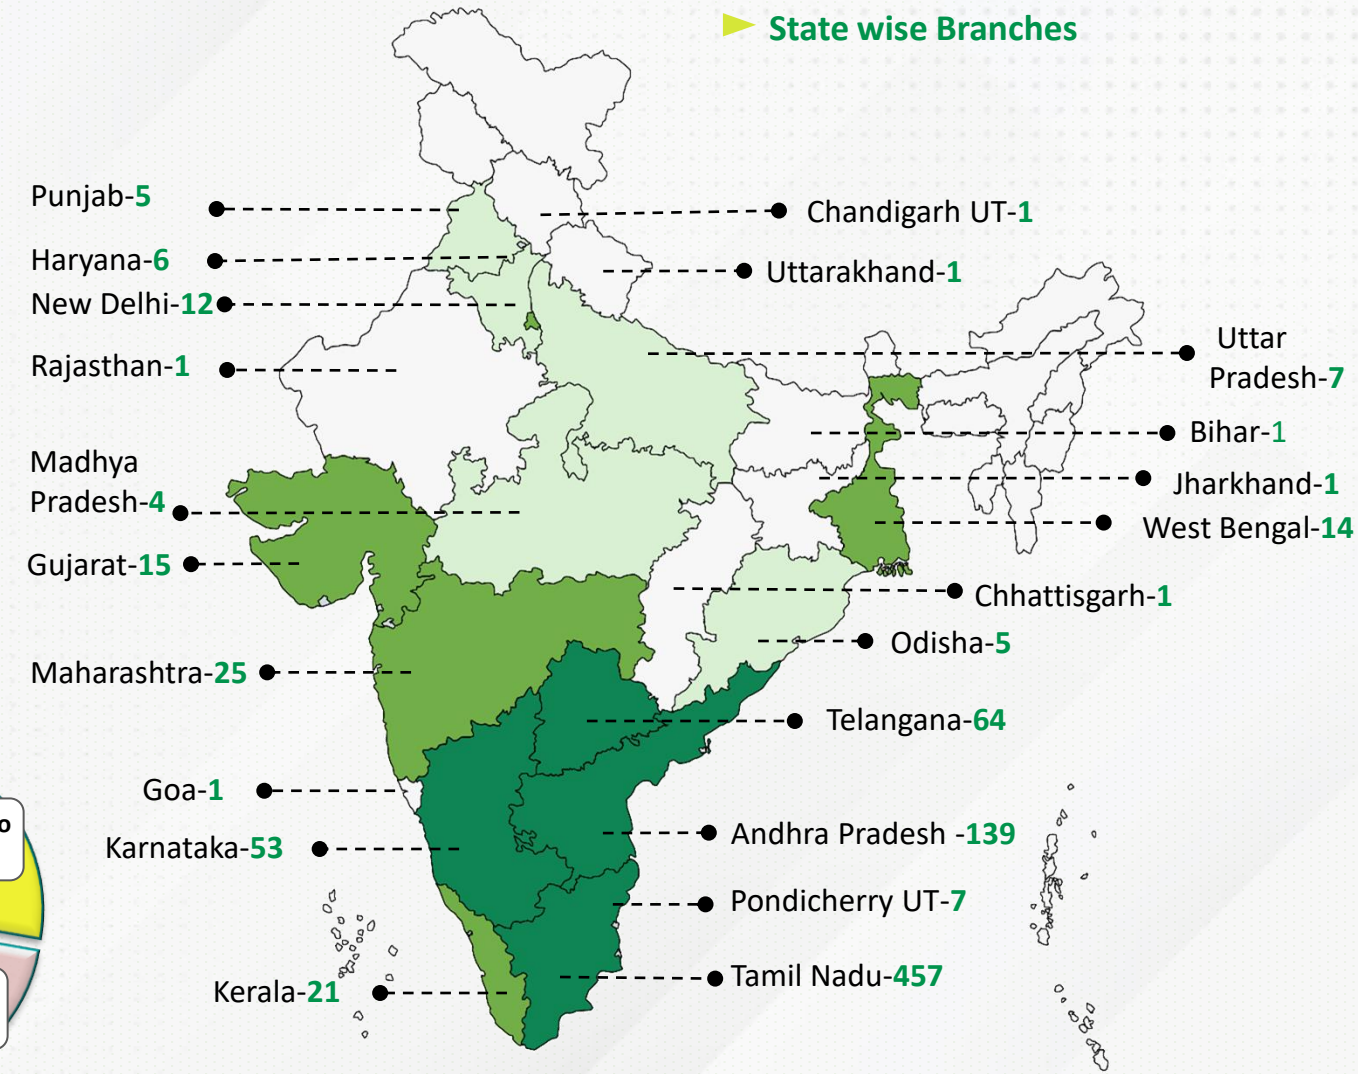 State wise Branches
Punjab-5
Haryana-6
New Delhi-12
Rajasthan-1
Madhya
Pradesh-4
Gujarat-15
Maharashtra-25
Goa-1
Karnataka-53
Kerala-21
Chandigarh UT-1
Uttarakhand-1
Uttar
Pradesh-7
Bihar-1
Jharkhand-1
West Bengal-14
Chhattisgarh-1
Odisha-5
Telangana-64
Andhra Pradesh -139
Pondicherry UT-7
Tamil Nadu-457